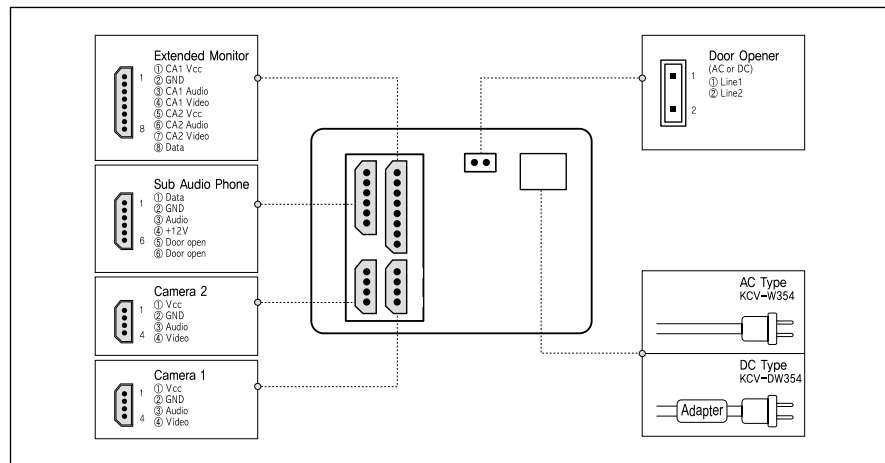 Extended Monitor
1
8
① CA1 Vcc
② GND
③ CA1 Audio
④ CA1 Video
⑤ CA2 Vcc
⑥ CA2 Audio
⑦ CA2 Video
⑧ Data
Sub Audio Phone
1
6
① Data
② GND
③ Audio
④ +12V
⑤ Door open
⑥ Door open
Camera 2
1
4
① Vcc
② GND
③ Audio
④ Video
Camera 1
1
4
① Vcc
② GND
③ Audio
④ Video
Door Opener
(AC or DC)
① Line1
② Line2
1
2
AC Type
KCV-W354
DC Type
KCV-DW354
Adapter